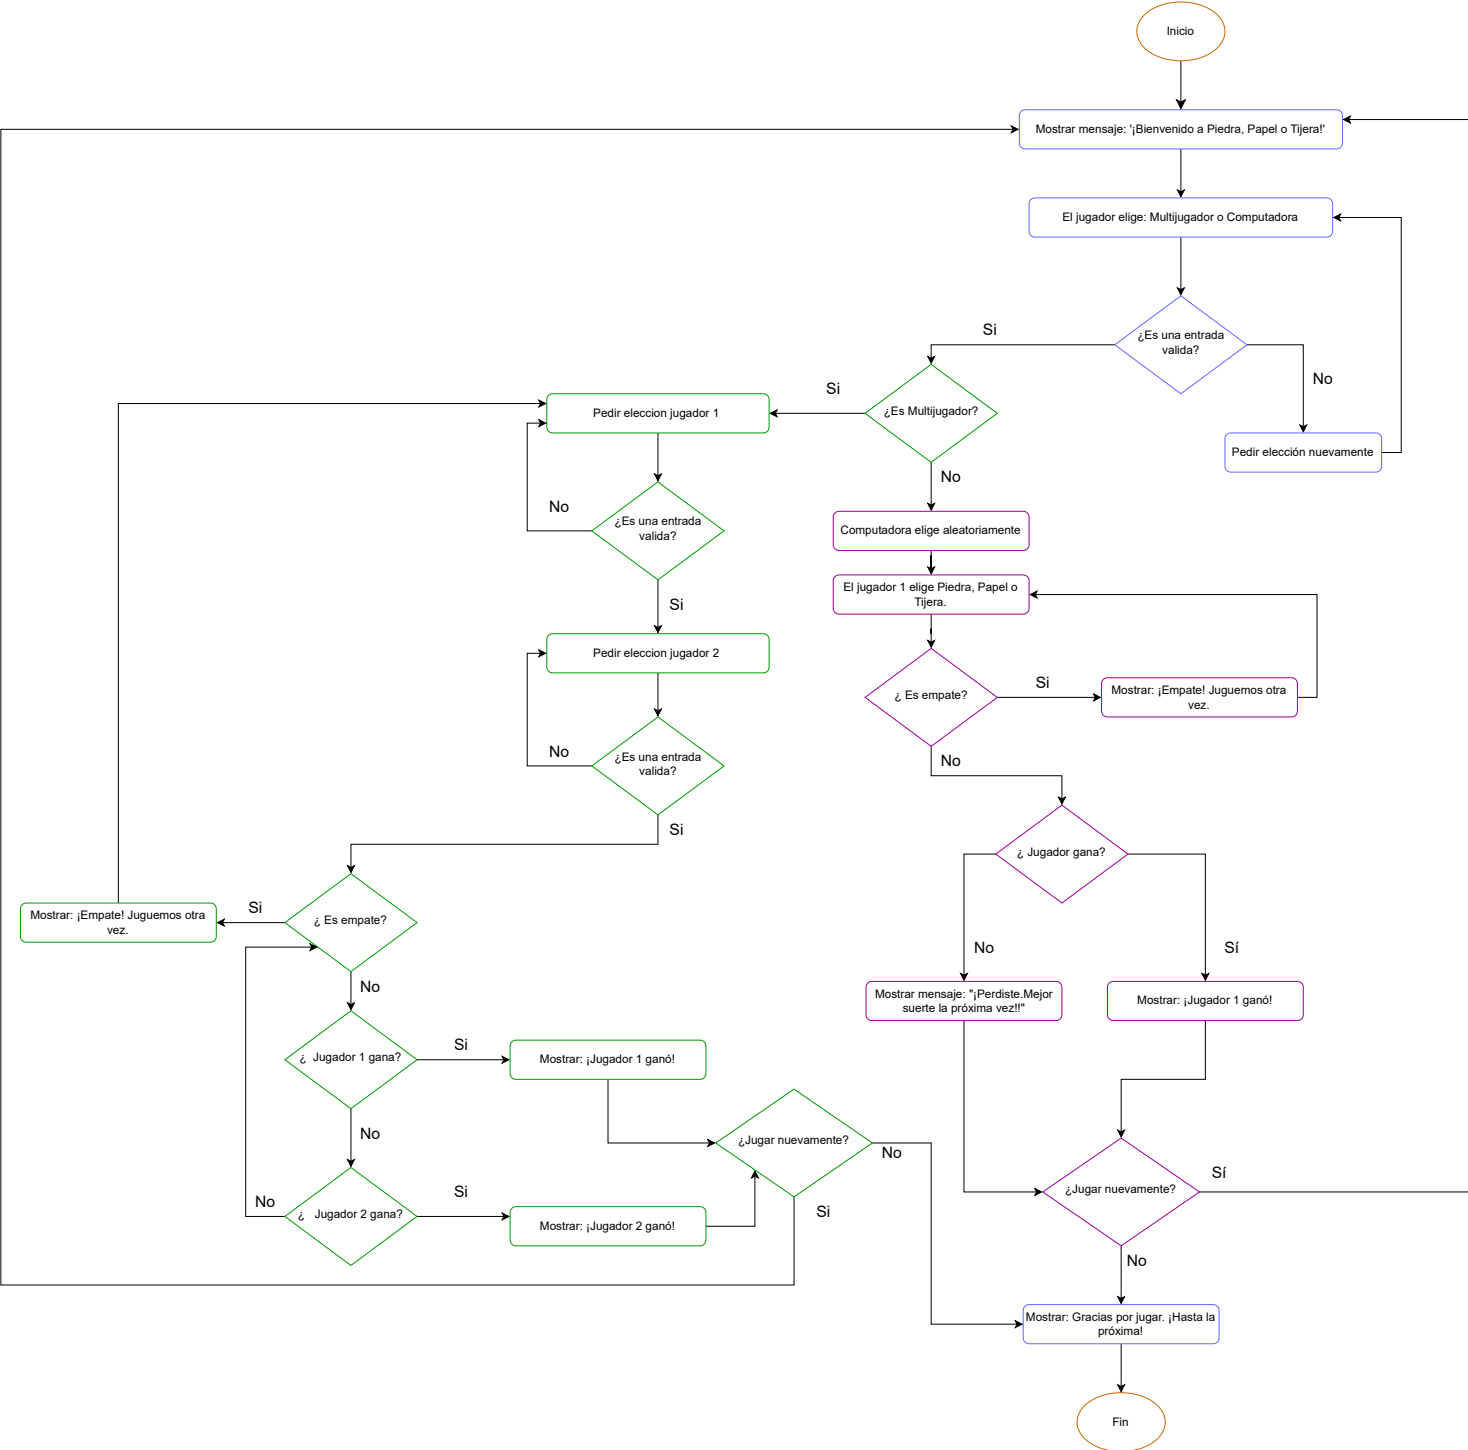 Inicio
Mostrar mensaje: '¡Bienvenido a Piedra, Papel o Tijera!'
El jugador elige: Multijugador o Computadora
¿Es una entrada
valida?
Si
No
Pedir elección nuevamente
¿Es Multijugador?
Si
No
Pedir eleccion jugador 1
¿Es una entrada
valida?
No
Si
Pedir eleccion jugador 2
¿Es una entrada
valida?
No
Si
¿ Es empate?
Si
Mostrar: ¡Empate! Juguemos otra
vez.
No
¿ Jugador 1 gana?
Si
Mostrar: ¡Jugador 1 ganó!
No
¿ Jugador 2 gana?
No
Si
Mostrar: ¡Jugador 2 ganó!
¿Jugar nuevamente?
No
Si
Computadora elige aleatoriamente
El jugador 1 elige Piedra, Papel o
Tijera.
¿ Es empate?
Si
Mostrar: ¡Empate! Juguemos otra
vez.
No
¿ Jugador gana?
No
Sí
Mostrar mensaje: "¡Perdiste.Mejor
suerte la próxima vez!!"
Mostrar: ¡Jugador 1 ganó!
¿Jugar nuevamente?
Sí
No
Mostrar: Gracias por jugar. ¡Hasta la
próxima!
Fin